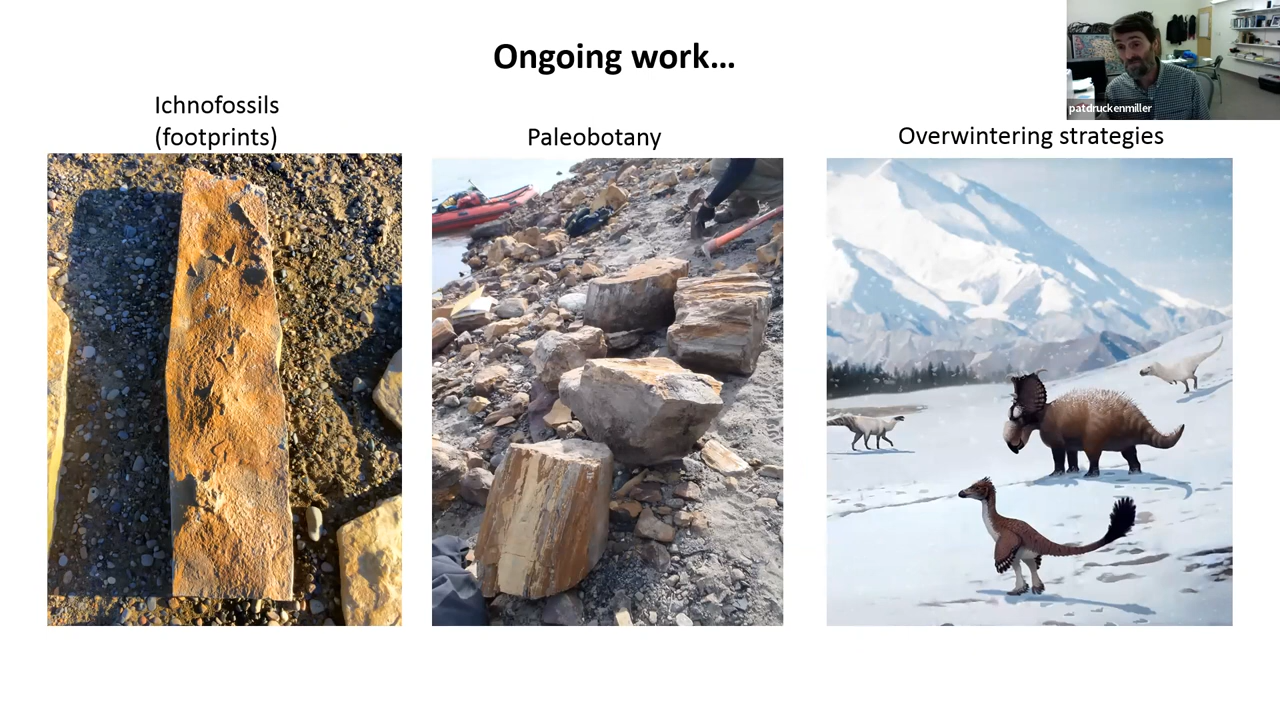 Ongoing work…
patdruckenmiller
Ichnofossils
(footprints)
Paleobotany
Overwintering strategies